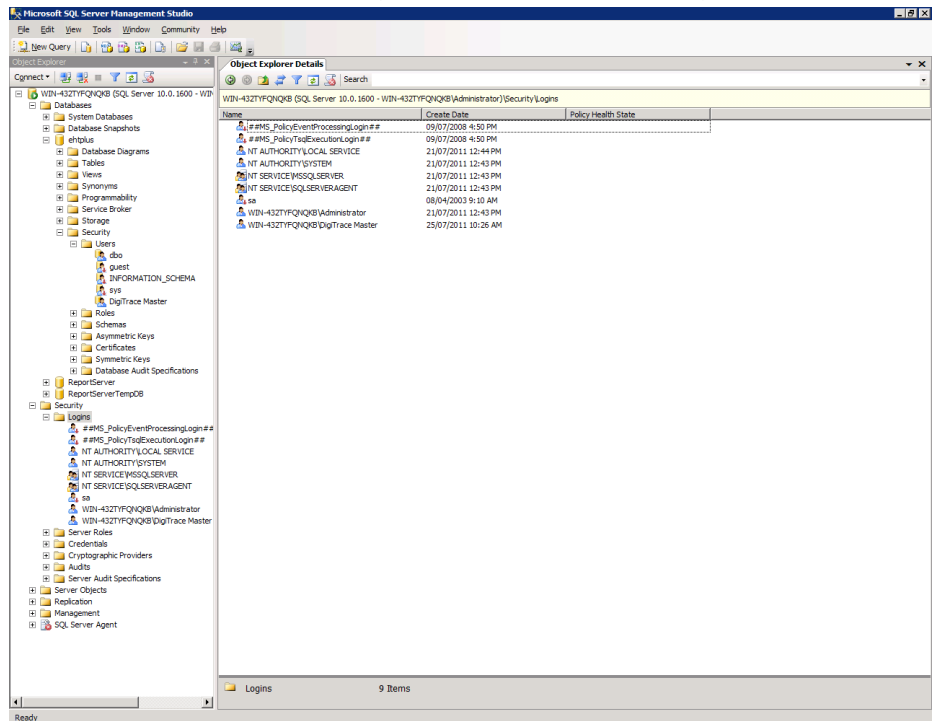 Microsoft SQL Server Management Studio
File Edit View Tools Window Community Help
New Query
Object Explorer
Connect
WIN-432TYFQNQKB (SQL Server 10.0.1600 - WIN
Databases
System Databases
Database Snapshots
ehtplus
Database Diagrams
Tables
Views
Synonyms
Programmability
Service Broker
Storage
Security
Users
dbo
guest
INFORMATION_SCHEMA
sys
DigiTrace Master
Roles
Schemas
Asymmetric Keys
Certificates
Symmetric Keys
Database Audit Specifications
ReportServer
ReportServerTempDB
Security
Logins
##MS_PolicyEventProcessingLogin##
##MS_PolicyTsqlExecutionLogin##
NT AUTHORITY\LOCAL SERVICE
NT AUTHORITY\SYSTEM
NT SERVICE\MSSQLSERVER
NT SERVICE\SQLSERVERAGENT
sa
WIN-432TYFQNQKB\Administrator
WIN-432TYFQNQKB\DigiTrace Master
Server Roles
Credentials
Cryptographic Providers
Audits
Server Audit Specifications
Server Objects
Replication
Management
SQL Server Agent
Object Explorer Details
Search
WIN-432TYFQNQKB (SQL Server 10.0.1600 - WIN-432TYFQNQKB\Administrator)\Security\Logins
Name Create Date Policy Health State
##MS_PolicyEventProcessingLogin## 09/07/2008 4:50 PM
##MS_PolicyTsqlExecutionLogin## 09/07/2008 4:50 PM
NT AUTHORITY\LOCAL SERVICE 21/07/2011 12:44 PM
NT AUTHORITY\SYSTEM 21/07/2011 12:43 PM
NT SERVICE\MSSQLSERVER 21/07/2011 12:43 PM
NT SERVICE\SQLSERVERAGENT 21/07/2011 12:43 PM
sa 08/04/2003 9:10 AM
WIN-432TYFQNQKB\Administrator 21/07/2011 12:43 PM
WIN-432TYFQNQKB\DigiTrace Master 25/07/2011 10:26 AM
Logins 9 Items
Ready